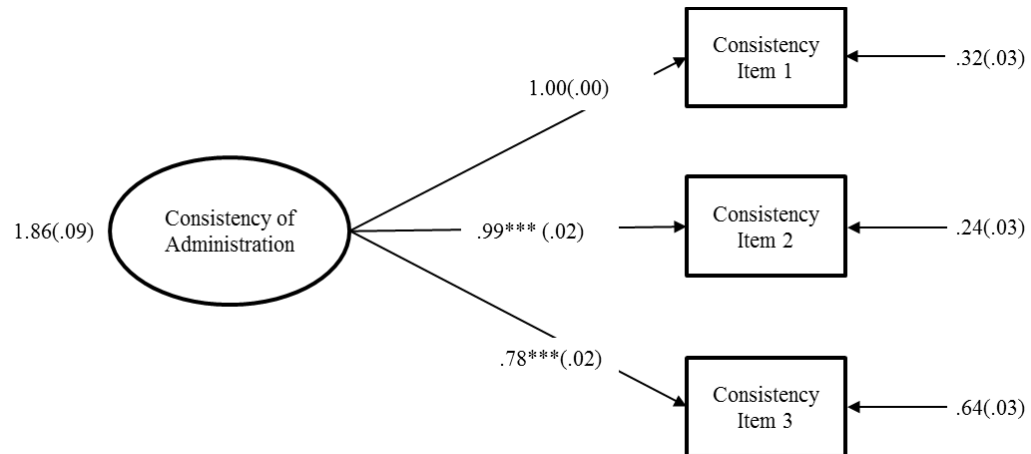 Consistency
Item 1
.32(.03)
1.00(.00)
1.86(.09)
Consistency of
Administration
.99*** (.02)
Consistency
Item 2
.24(.03)
.78***(.02)
Consistency
Item 3
.64(.03)